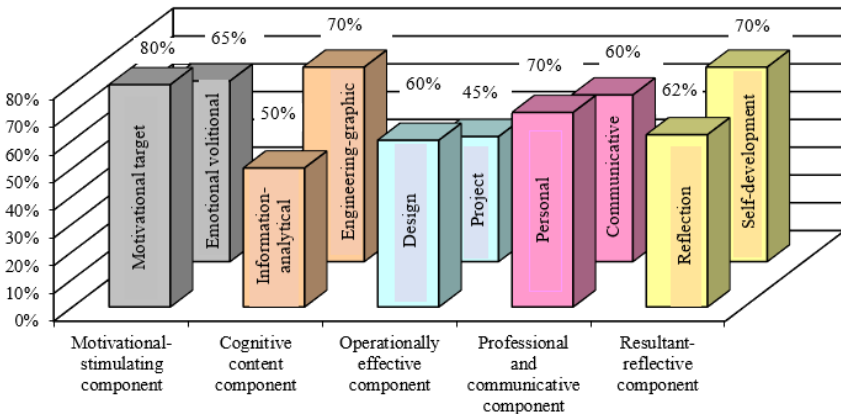 80%
65%
70%
50%
60%
45%
70%
60%
62%
70%
80%
70%
60%
50%
40%
30%
20%
10%
0%
Motivational target
Emotional volitional
Information-
analytical
Engineering-graphic
Design
Project
Personal
Communicative
Reflection
Self-development
Motivational-
stimulating
component
Cognitive
content
component
Operationally
effective
component
Professional
and
communicative
component
Resultant-
reflective
component